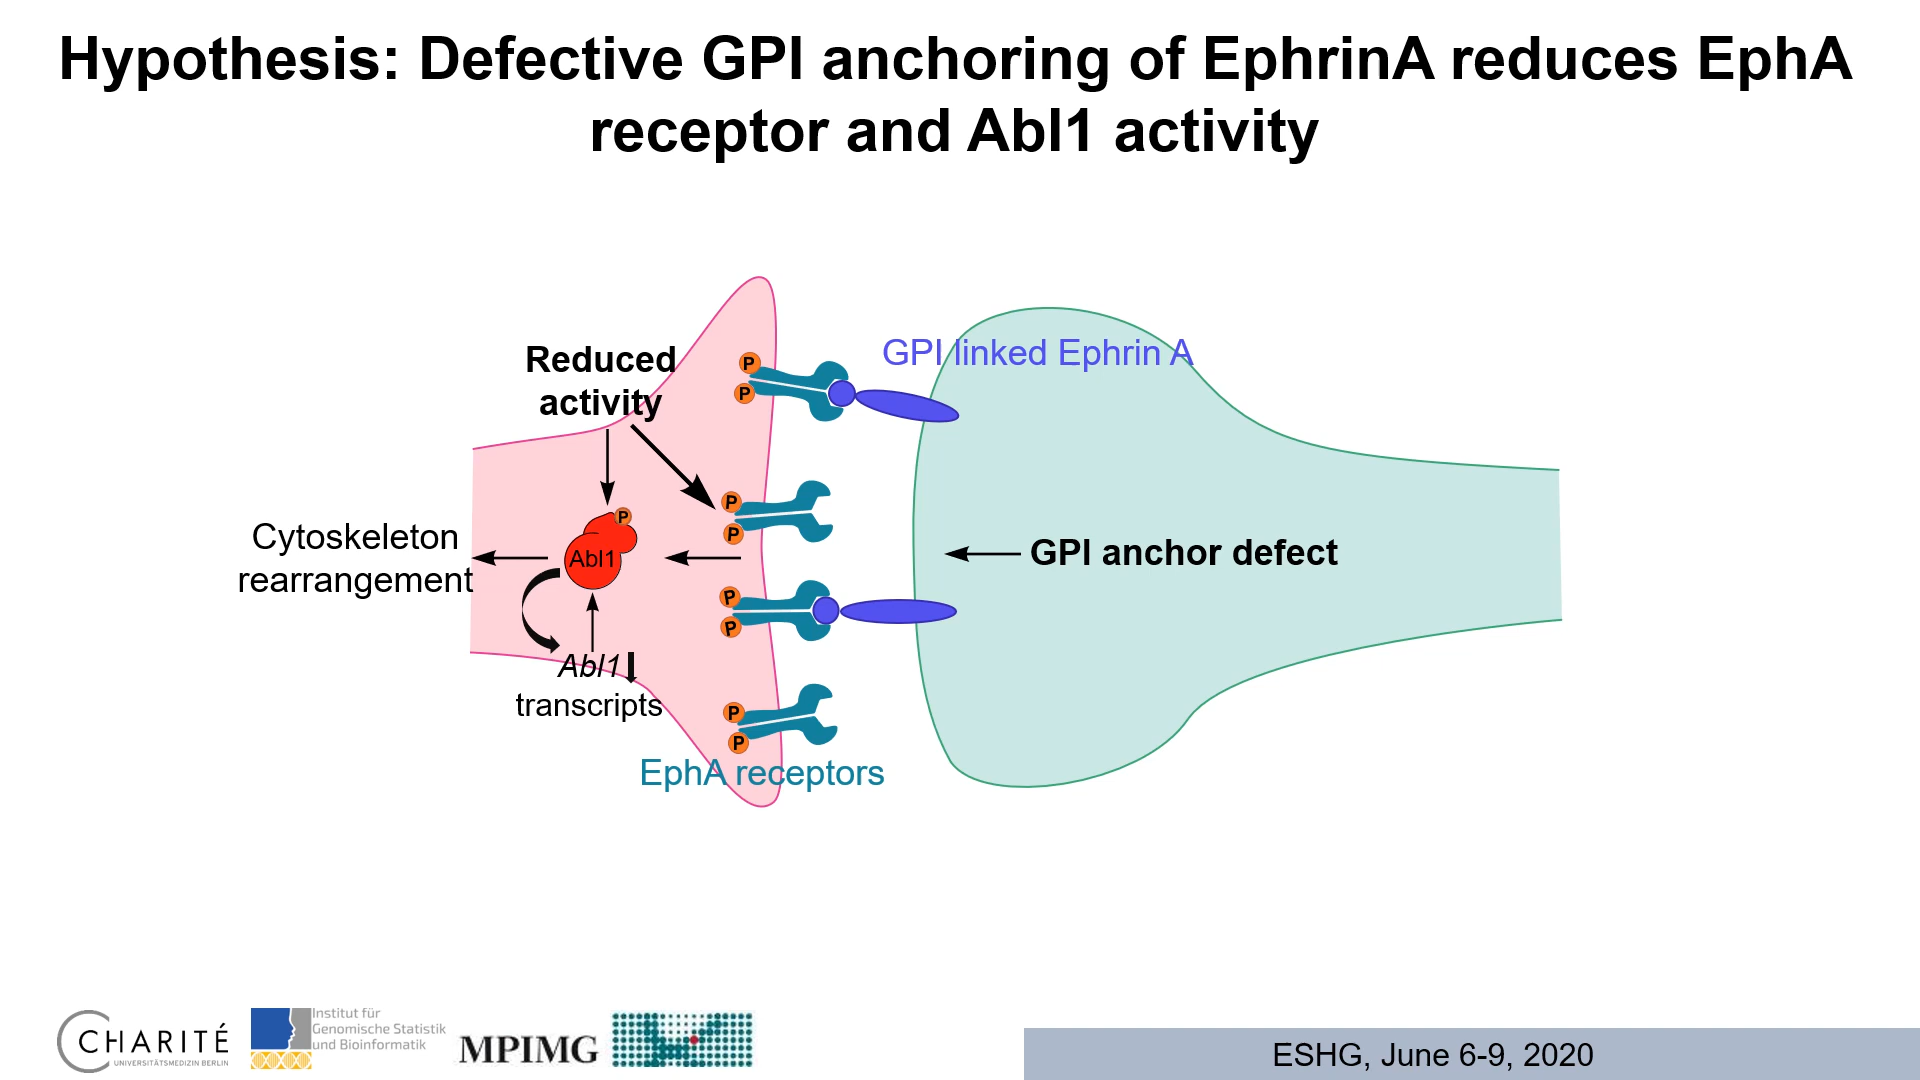 Hypothesis: Defective GPI anchoring of EphrinA reduces EphA
receptor and Abl1 activity
GPI linked Ephrin A
Reduced
activity
P
P
P
P
P
Cytoskeleton
rearrangement
Abl1
GPI anchor defect
P
P
Abl1
transcripts
P
P
EphA receptors
CHARITÉ
UNIVERSITÄTSMEDIZIN BERLIN
Institut für
Genomische Statistik
und Bioinformatik
MPIMG
ESHG, June 6-9, 2020